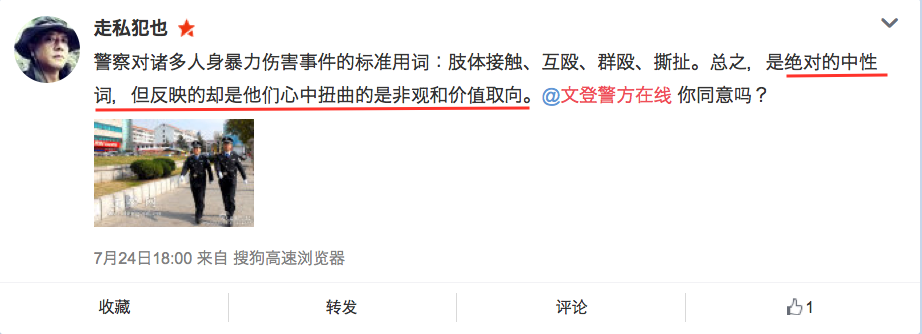 走私犯也
警察对诸多人身暴力伤害事件的标准用词：肢体接触、互殴、群殴、撕扯。总之，是绝对的中性
词，但反映的却是他们心中扭曲的是非观和价值取向。@文登警方在线 你同意吗？
7月24日18:00 来自 搜狗高速浏览器
收藏
转发
评论
1